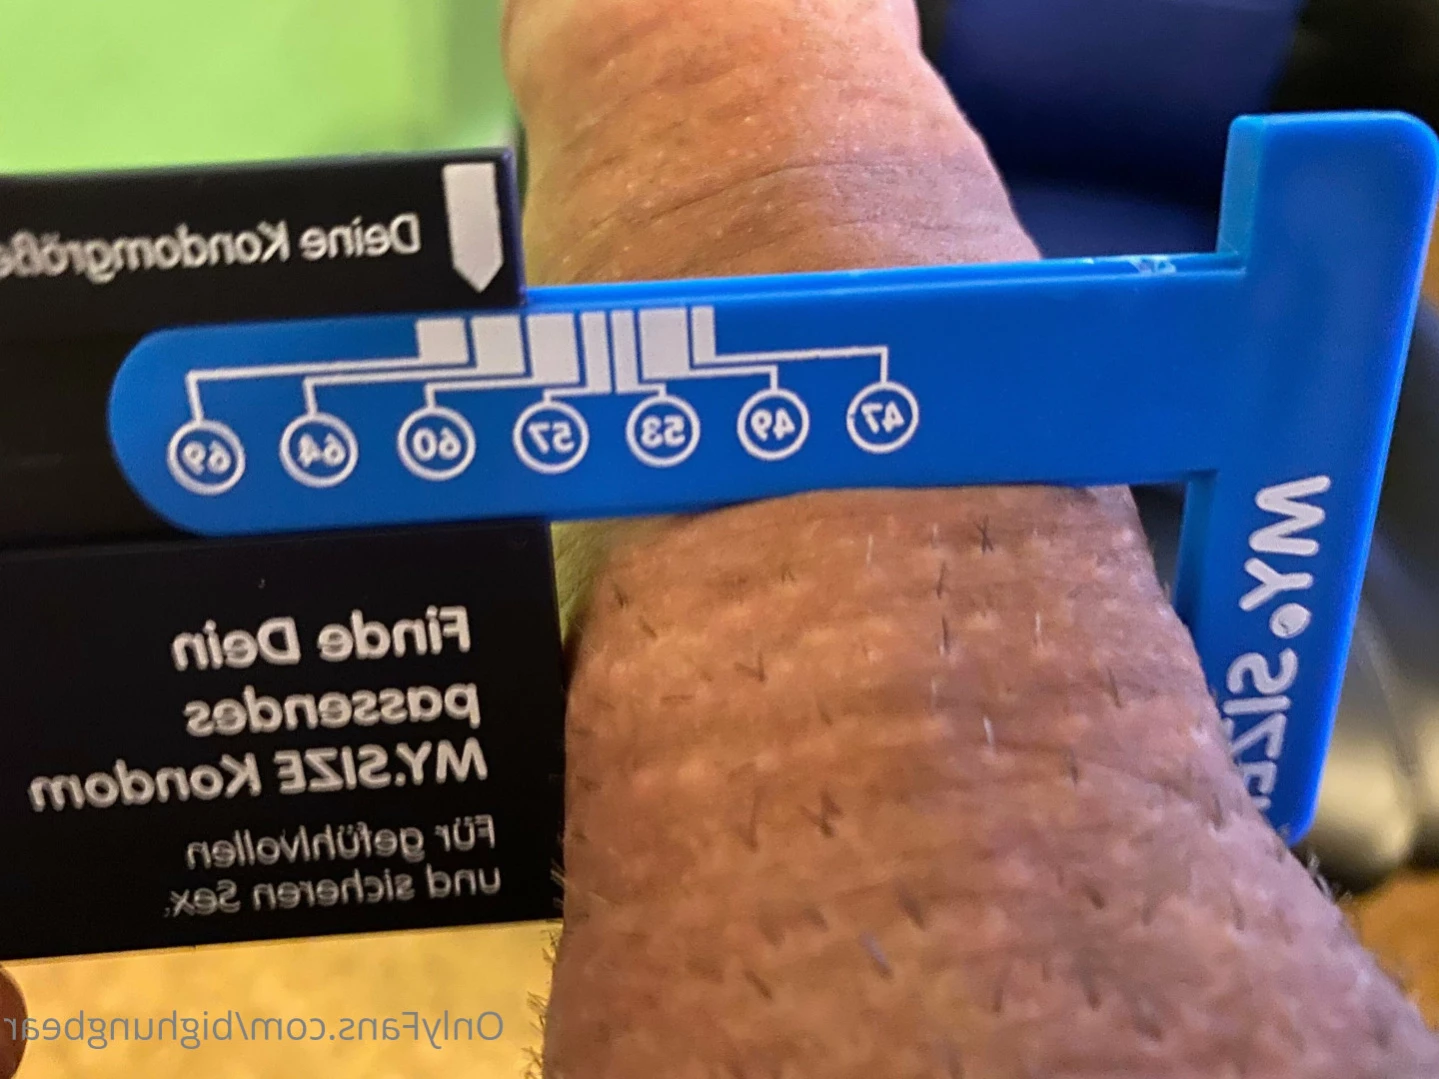 Deine Kondomgröße
47
49
53
57
60
64
69
MY.SIZE.
Finde Dein
passendes
MY.SIZE Kondom
Für gefühlvollen
und sicheren Sex.
OnlyFans.com/bighungbear